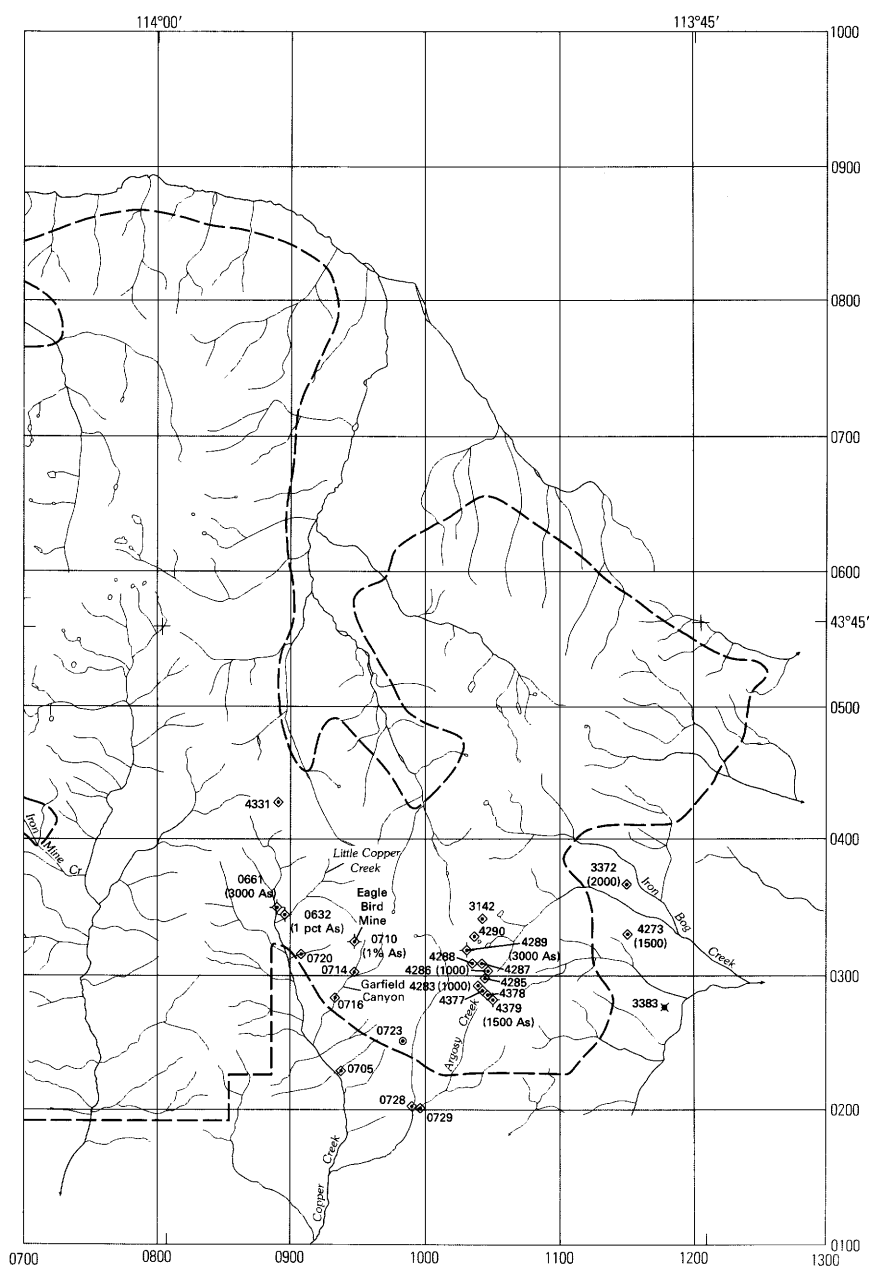 114°00′
113°45′
1000
0900
0800
0700
0600
43°45′
0500
4331
0400
Iron
Mine
Cr.
Little Copper
Creek
3372
(2000)
Iron
Bog
Creek
0661
(3000 As)
Eagle
Bird
Mine
3142
0632
(1 pct As)
4290
4273
(1500)
0710
(1% As)
4289
(3000 As)
4288
0720
4286 (1000)
4287
0714
0300
4283 (1000)
4285
Garfield
Canyon
4377
4378
0716
4379
(1500 As)
3383
0723
Argosy Creek
0705
0728
0729
0200
Copper Creek
0100
0700
0800
0900
1000
1100
1200
1300